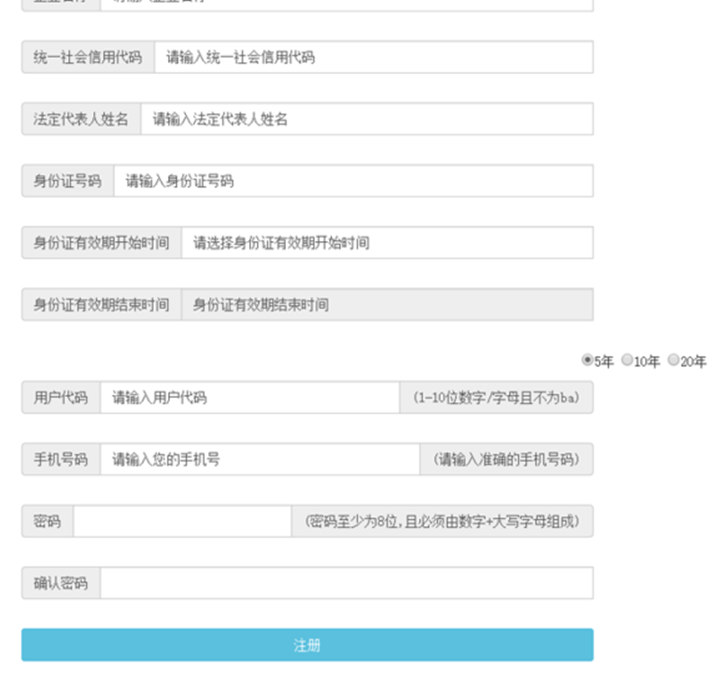 统一社会信用代码 请输入统一社会信用代码
法定代表人姓名 请输入法定代表人姓名
身份证号码 请输入身份证号码
身份证有效期开始时间 请选择身份证有效期开始时间
身份证有效期结束时间 身份证有效期结束时间
5年 10年 20年
用户代码 请输入用户代码 (1-10位数字/字母且不为ba)
手机号码 请输入您的手机号 (请输入准确的手机号码)
密码 (密码至少为8位,且必须由数字+大写字母组成)
确认密码
注册